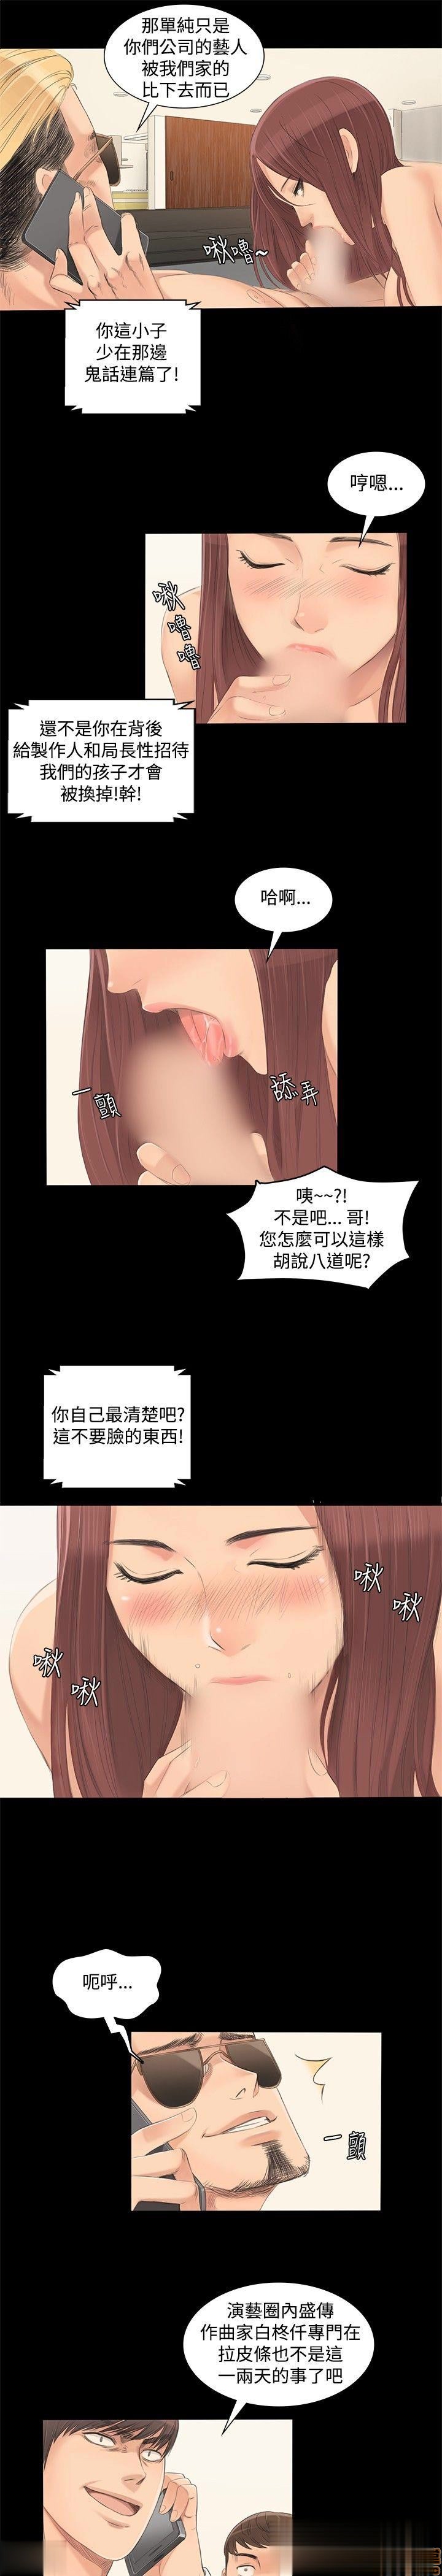 那單純只是
你們公司的藝人
被我們家的
比下去而已
啾嚕~
你這小子
少在那邊
鬼話連篇了!
哼嗯...
啾
嚕
嚕
還不是你在背後
給製作人和局長性招待
我們的孩子才會
被換掉!幹!
哈啊...
一顫
舔弄
咦~~?!
不是吧... 哥!
您怎麼可以這樣
胡說八道呢?
你自己最清楚吧?
這不要臉的東西!
啾
啾
啾
啾
呃呼...
一顫
演藝圈內盛傳
作曲家白柊仟專門在
拉皮條也不是這
一兩天的事了吧